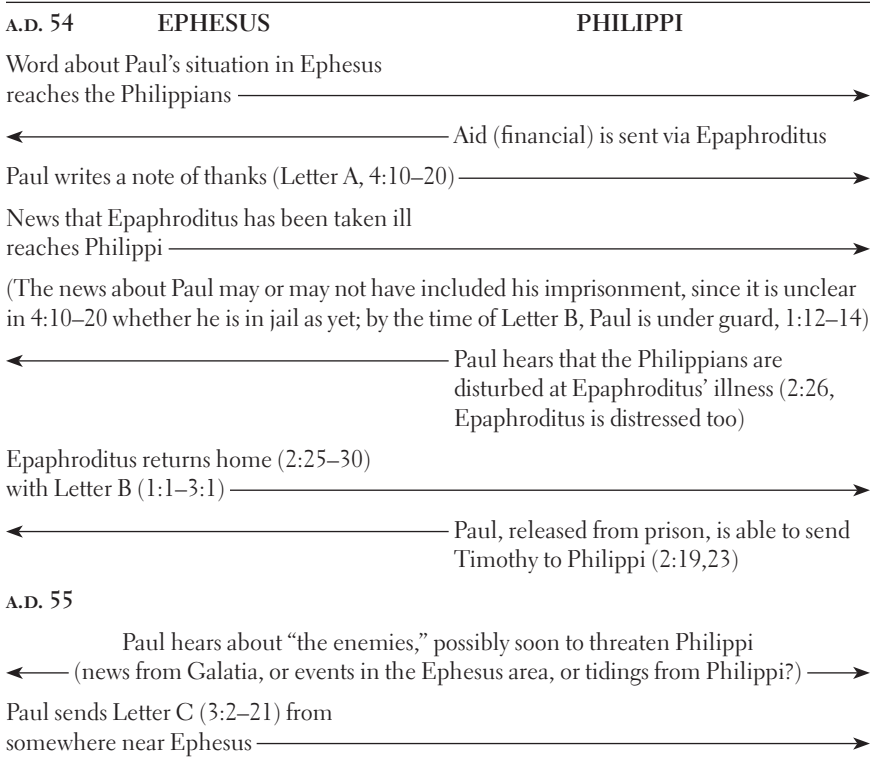 A.D. 54 EPHESUS PHILIPPI
Word about Paul’s situation in Ephesus
reaches the Philippians
Aid (financial) is sent via Epaphroditus
Paul writes a note of thanks (Letter A, 4:10–20)
News that Epaphroditus has been taken ill
reaches Philippi
(The news about Paul may or may not have included his imprisonment, since it is unclear
in 4:10–20 whether he is in jail as yet; by the time of Letter B, Paul is under guard, 1:12–14)
Paul hears that the Philippians are
disturbed at Epaphroditus’ illness (2:26,
Epaphroditus is distressed too)
Epaphroditus returns home (2:25–30)
with Letter B (1:1–3:1)
Paul, released from prison, is able to send
Timothy to Philippi (2:19,23)
A.D. 55
Paul hears about “the enemies,” possibly soon to threaten Philippi
(news from Galatia, or events in the Ephesus area, or tidings from Philippi?)
Paul sends Letter C (3:2–21) from
somewhere near Ephesus